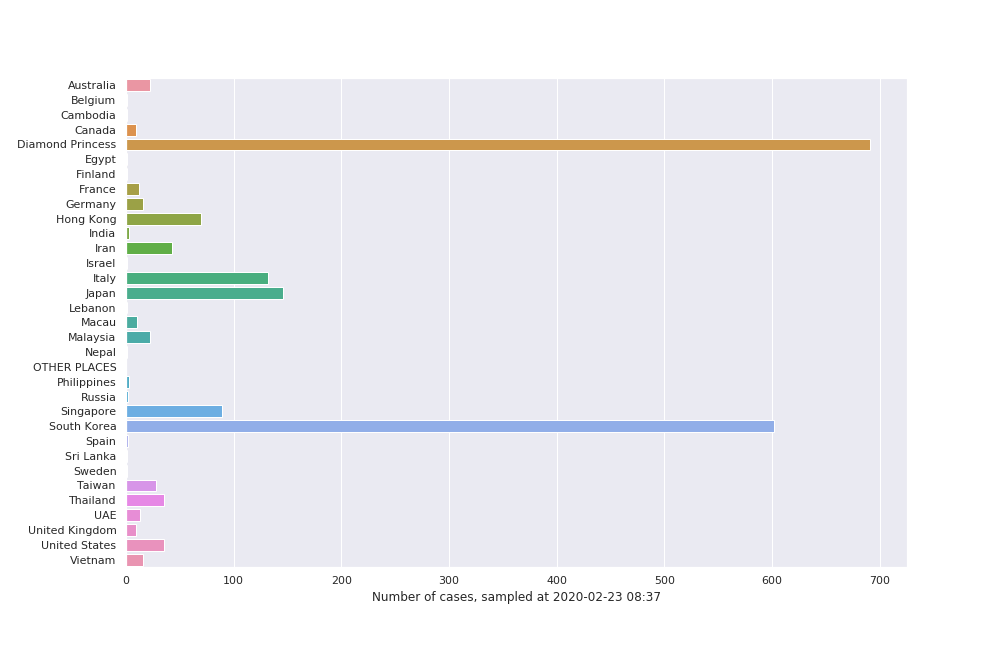 Australia
Belgium
Cambodia
Canada
Diamond Princess
Egypt
Finland
France
Germany
Hong Kong
India
Iran
Israel
Italy
Japan
Lebanon
Macau
Malaysia
Nepal
OTHER PLACES
Philippines
Russia
Singapore
South Korea
Spain
Sri Lanka
Sweden
Taiwan
Thailand
UAE
United Kingdom
United States
Vietnam
0 100 200 300 400 500 600 700
Number of cases, sampled at 2020-02-23 08:37